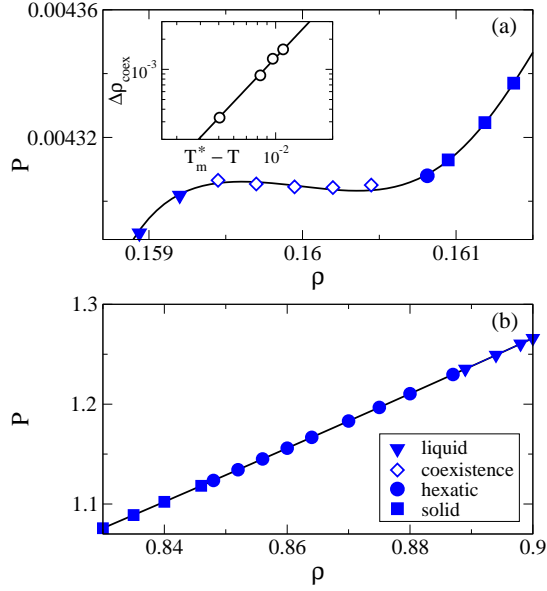 0.00436
(a)
0.00432
P
Δρcoex
10⁻³
T*m − T
10⁻²
0.159
0.16
0.161
ρ
1.3
(b)
1.2
P
1.1
liquid
coexistence
hexatic
solid
0.84
0.86
0.88
0.9
ρ